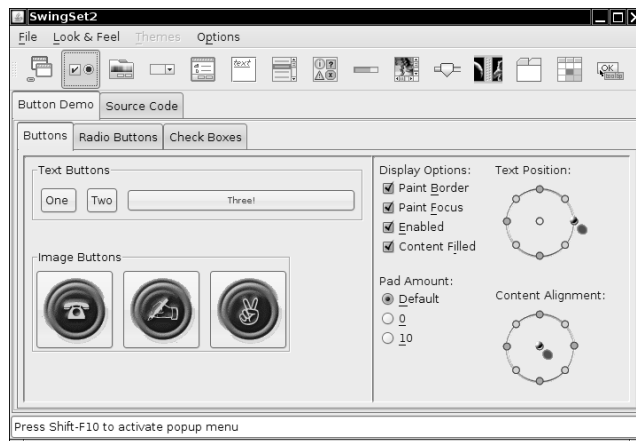 SwingSet2
File Look & Feel Themes Options
text
OK
Button Demo Source Code
Buttons Radio Buttons Check Boxes
Text Buttons
One Two Three!
Image Buttons
Display Options:
Paint Border
Paint Focus
Enabled
Content Filled
Text Position:
Pad Amount:
Default
0
10
Content Alignment:
Press Shift-F10 to activate popup menu